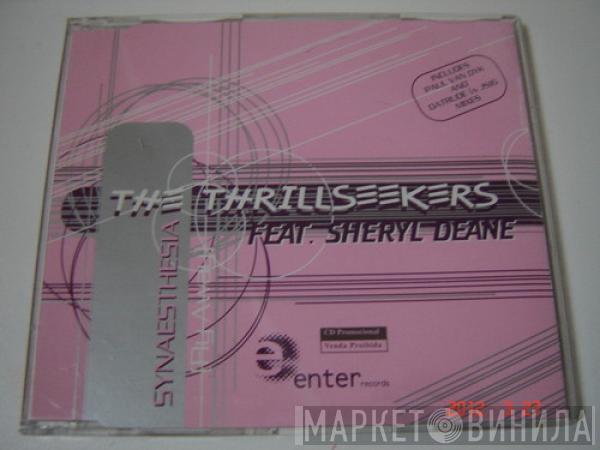 INCLUDES
PAUL VAN DYK
AND
MIXES
THE THRILLSEEKERS
FEAT. SHERYL DEANE
SYNAESTHESIA
CD Promocional
Venda Proibida
enter records
2012 3 23
МАРКЕТ ВИНИЛА